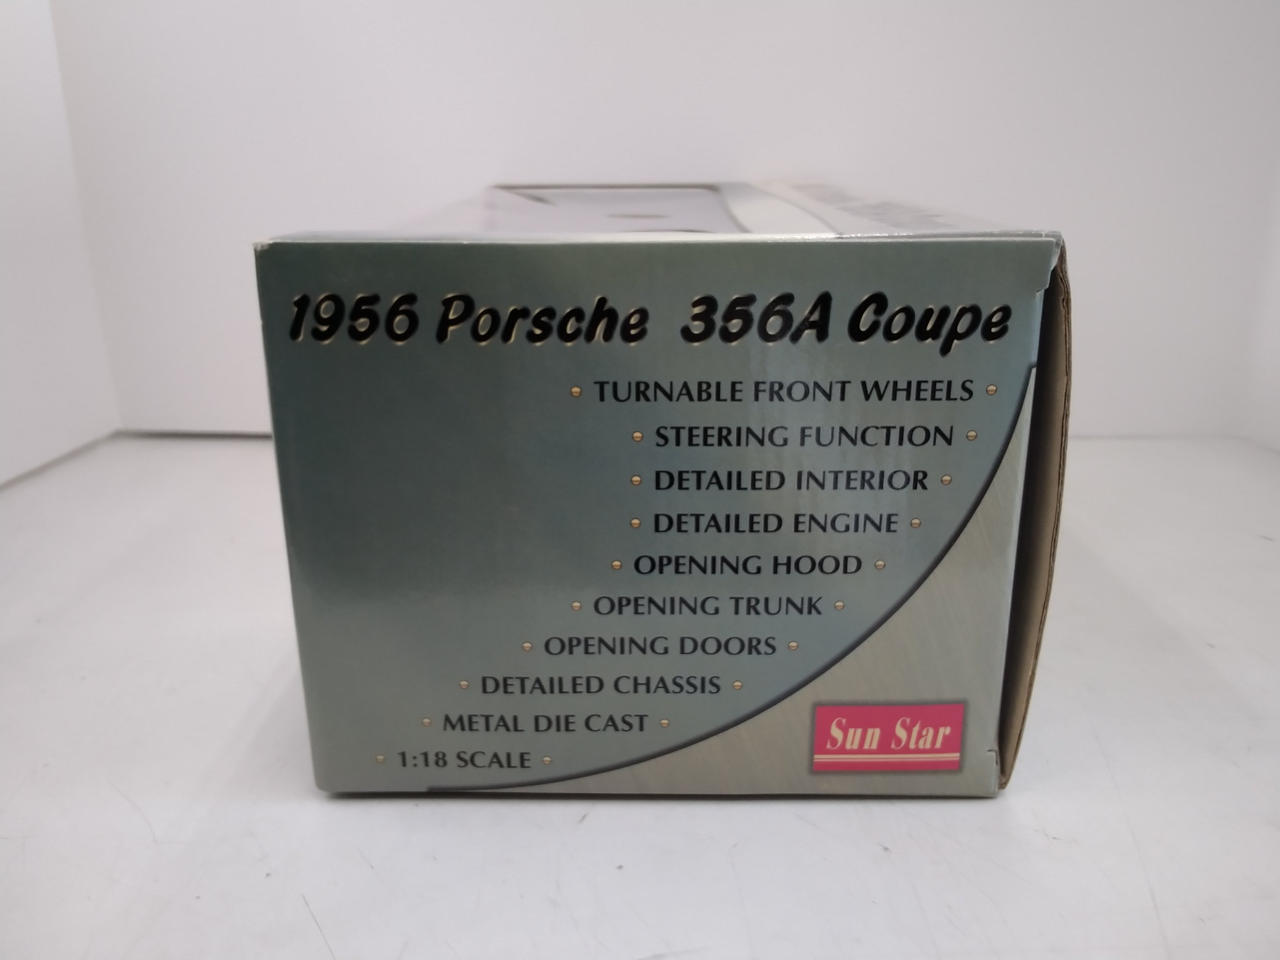 1956 Porsche 356A Coupe
TURNABLE FRONT WHEELS
STEERING FUNCTION
DETAILED INTERIOR
DETAILED ENGINE
OPENING HOOD
OPENING TRUNK
OPENING DOORS
DETAILED CHASSIS
METAL DIE CAST
1:18 SCALE
Sun Star